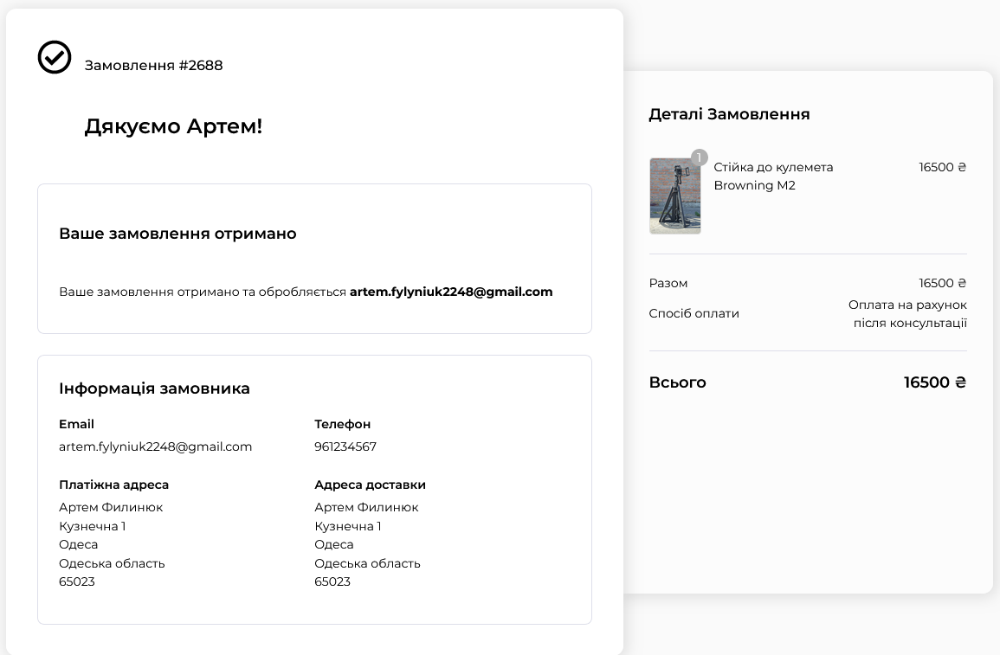 Замовлення #2688
Дякуємо Артем!
Ваше замовлення отримано
Ваше замовлення отримано та обробляється artem.fylyniuk2248@gmail.com
Інформація замовника
Email
artem.fylyniuk2248@gmail.com
Телефон
961234567
Платіжна адреса
Артем Филинюк
Кузнечна 1
Одеса
Одеська область
65023
Адреса доставки
Артем Филинюк
Кузнечна 1
Одеса
Одеська область
65023
Деталі Замовлення
1
Стійка до кулемета
Browning M2
16500 ₴
Разом
16500 ₴
Спосіб оплати
Оплата на рахунок
після консультації
Всього
16500 ₴